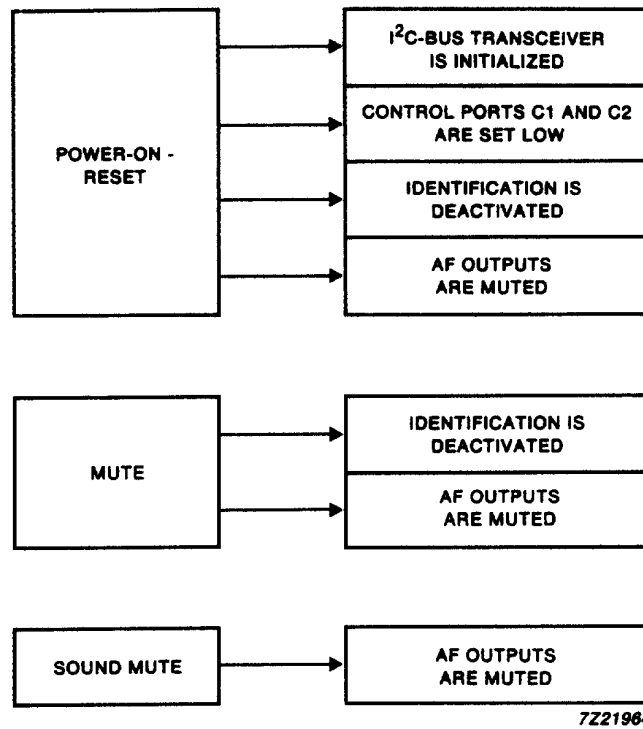 I²C-BUS TRANSCEIVER
IS INITIALIZED
CONTROL PORTS C1 AND C2
ARE SET LOW
POWER-ON -
RESET
IDENTIFICATION IS
DEACTIVATED
AF OUTPUTS
ARE MUTED
MUTE
IDENTIFICATION IS
DEACTIVATED
AF OUTPUTS
ARE MUTED
SOUND MUTE
AF OUTPUTS
ARE MUTED